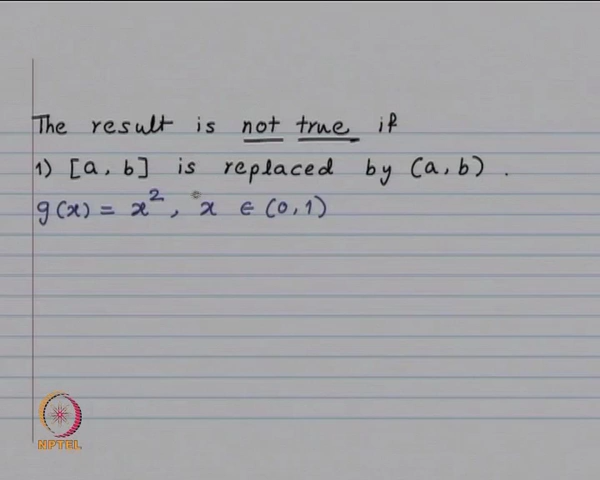 The result is not true if
1) [a, b] is replaced by (a, b).
g(x) = x², x ∈ (0, 1)
NPTEL